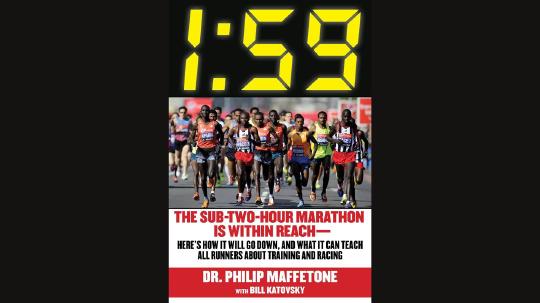 1:59
THE SUB-TWO-HOUR MARATHON
IS WITHIN REACH—
HERE'S HOW IT WILL GO DOWN, AND WHAT IT CAN TEACH
ALL RUNNERS ABOUT TRAINING AND RACING
DR. PHILIP MAFFETONE
WITH BILL KATOVSKY